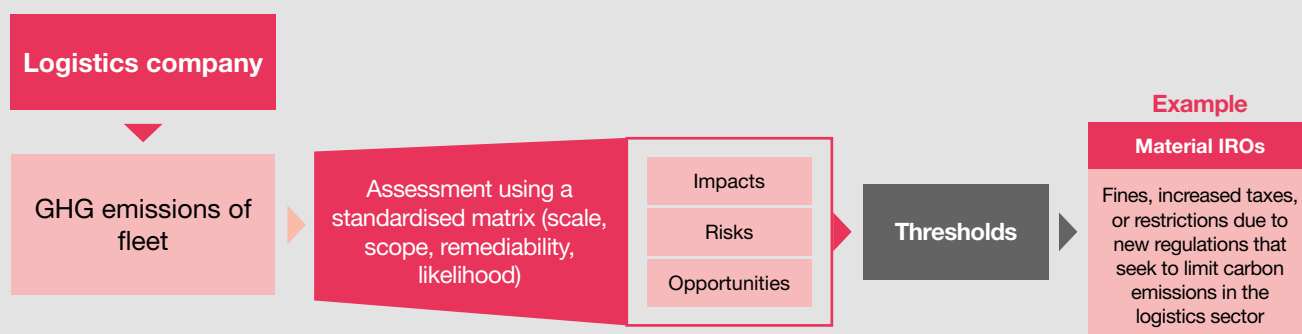 Logistics company
GHG emissions of
fleet
Assessment using a
standardised matrix (scale,
scope, remediability,
likelihood)
Impacts
Risks
Opportunities
Thresholds
Example
Material IROs
Fines, increased taxes,
or restrictions due to
new regulations that
seek to limit carbon
emissions in the
logistics sector